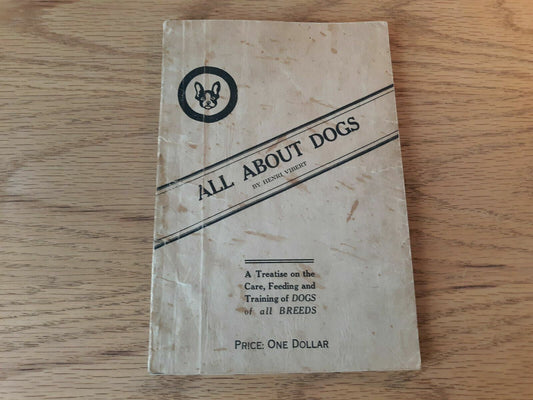 ALL ABOUT DOGS
BY HENRI VIBERT
A Treatise on the
Care, Feeding and
Training of DOGS
of all BREEDS
PRICE: ONE DOLLAR